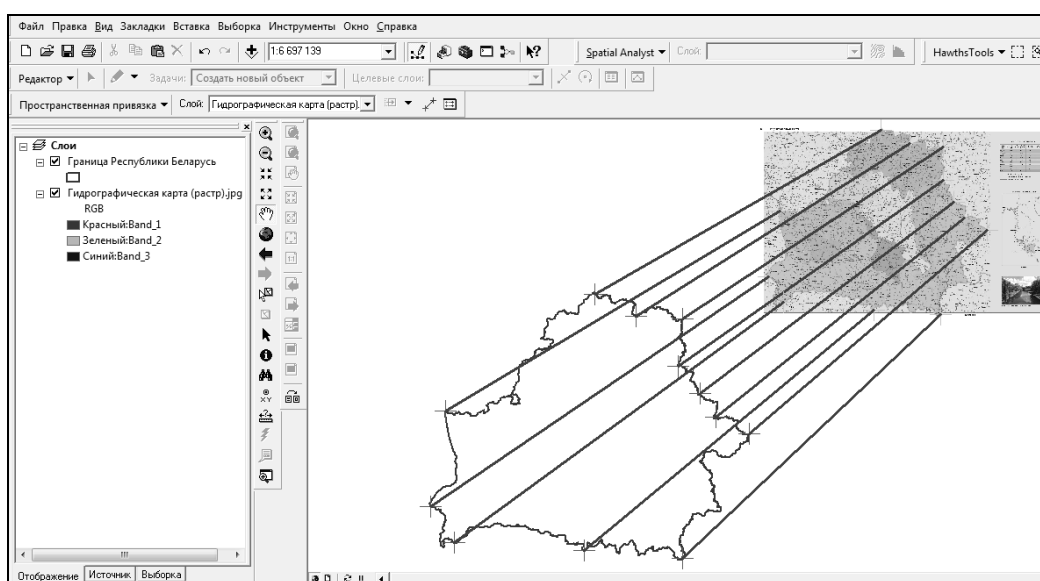 Файл Правка Вид Закладки Вставка Выборка Инструменты Окно Справка
1:6 697 139
Spatial Analyst
Слой:
HawthsTools
Редактор
Задачи:
Создать новый объект
Целевые слои:
Пространственная привязка
Слой:
Гидрографическая карта (растр).
Слои
Граница Республики Беларусь
Гидрографическая карта (растр).jpg
RGB
Красный:Band_1
Зеленый:Band_2
Синий:Band_3
Отображение Источник Выборка